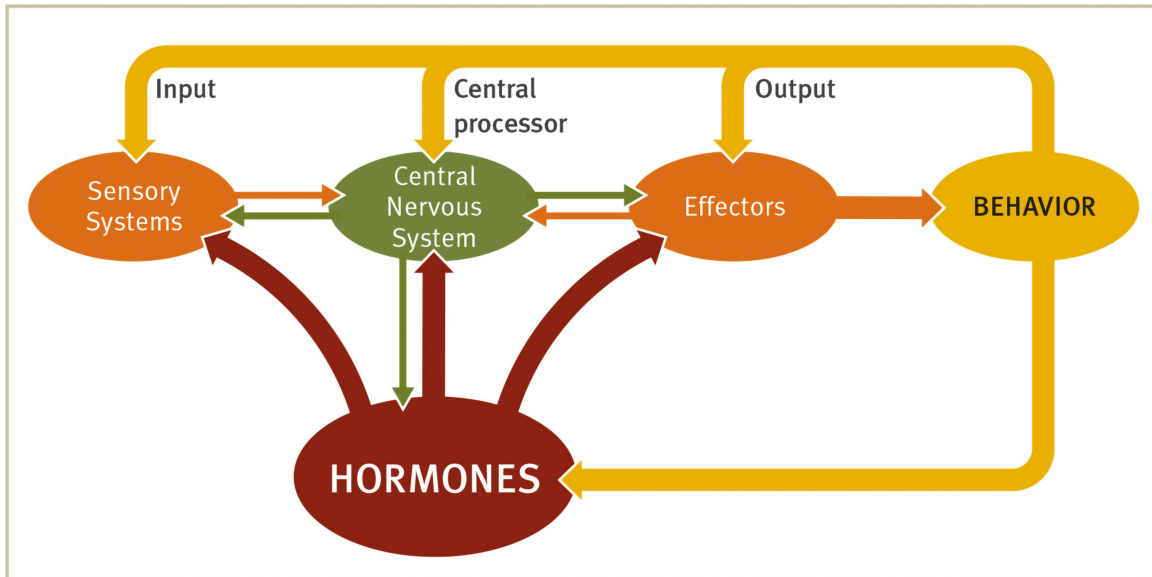 Input
Central
processor
Output
Sensory
Systems
Central
Nervous
System
Effectors
BEHAVIOR
HORMONES